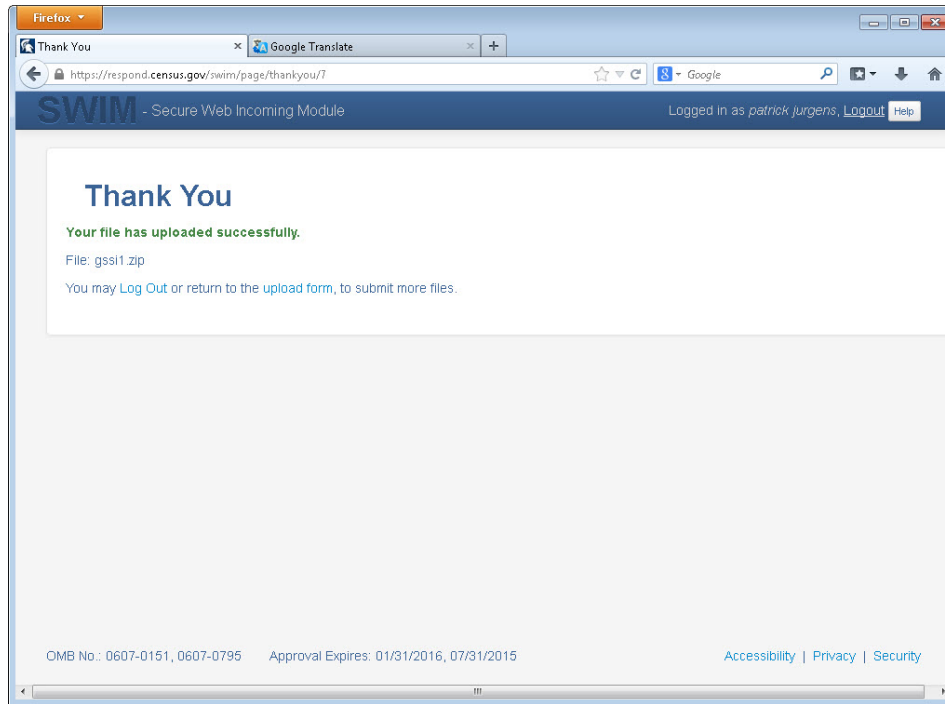 Firefox
Thank You
Google Translate
https://respond.census.gov/swim/page/thankyou/7
Google
SWIM - Secure Web Incoming Module
Logged in as patrick jurgens, Logout Help
Thank You
Your file has uploaded successfully.
File: gssi1.zip
You may Log Out or return to the upload form, to submit more files.
OMB No.: 0607-0151, 0607-0795 Approval Expires: 01/31/2016, 07/31/2015
Accessibility | Privacy | Security